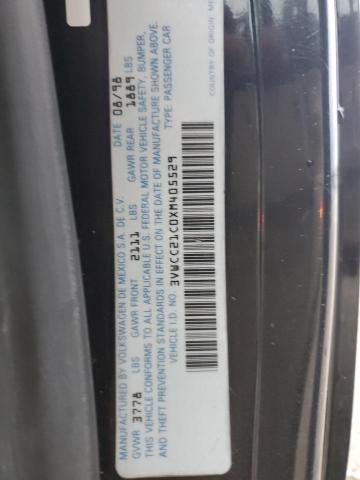 MANUFACTURED BY VOLKSWAGEN DE MEXICO S.A. DE C.V. DATE 08/98
GVWR 3778 LBS GAWR FRONT 2111 LBS GAWR REAR 1889 LBS
THIS VEHICLE CONFORMS TO ALL APPLICABLE U.S. FEDERAL MOTOR VEHICLE SAFETY, BUMPER,
AND THEFT PREVENTION STANDARDS IN EFFECT ON THE DATE OF MANUFACTURE SHOWN ABOVE.
VEHICLE I.D. NO. 3VWCC21C0XM405529 TYPE: PASSENGER CAR
COUNTRY OF ORIGIN: